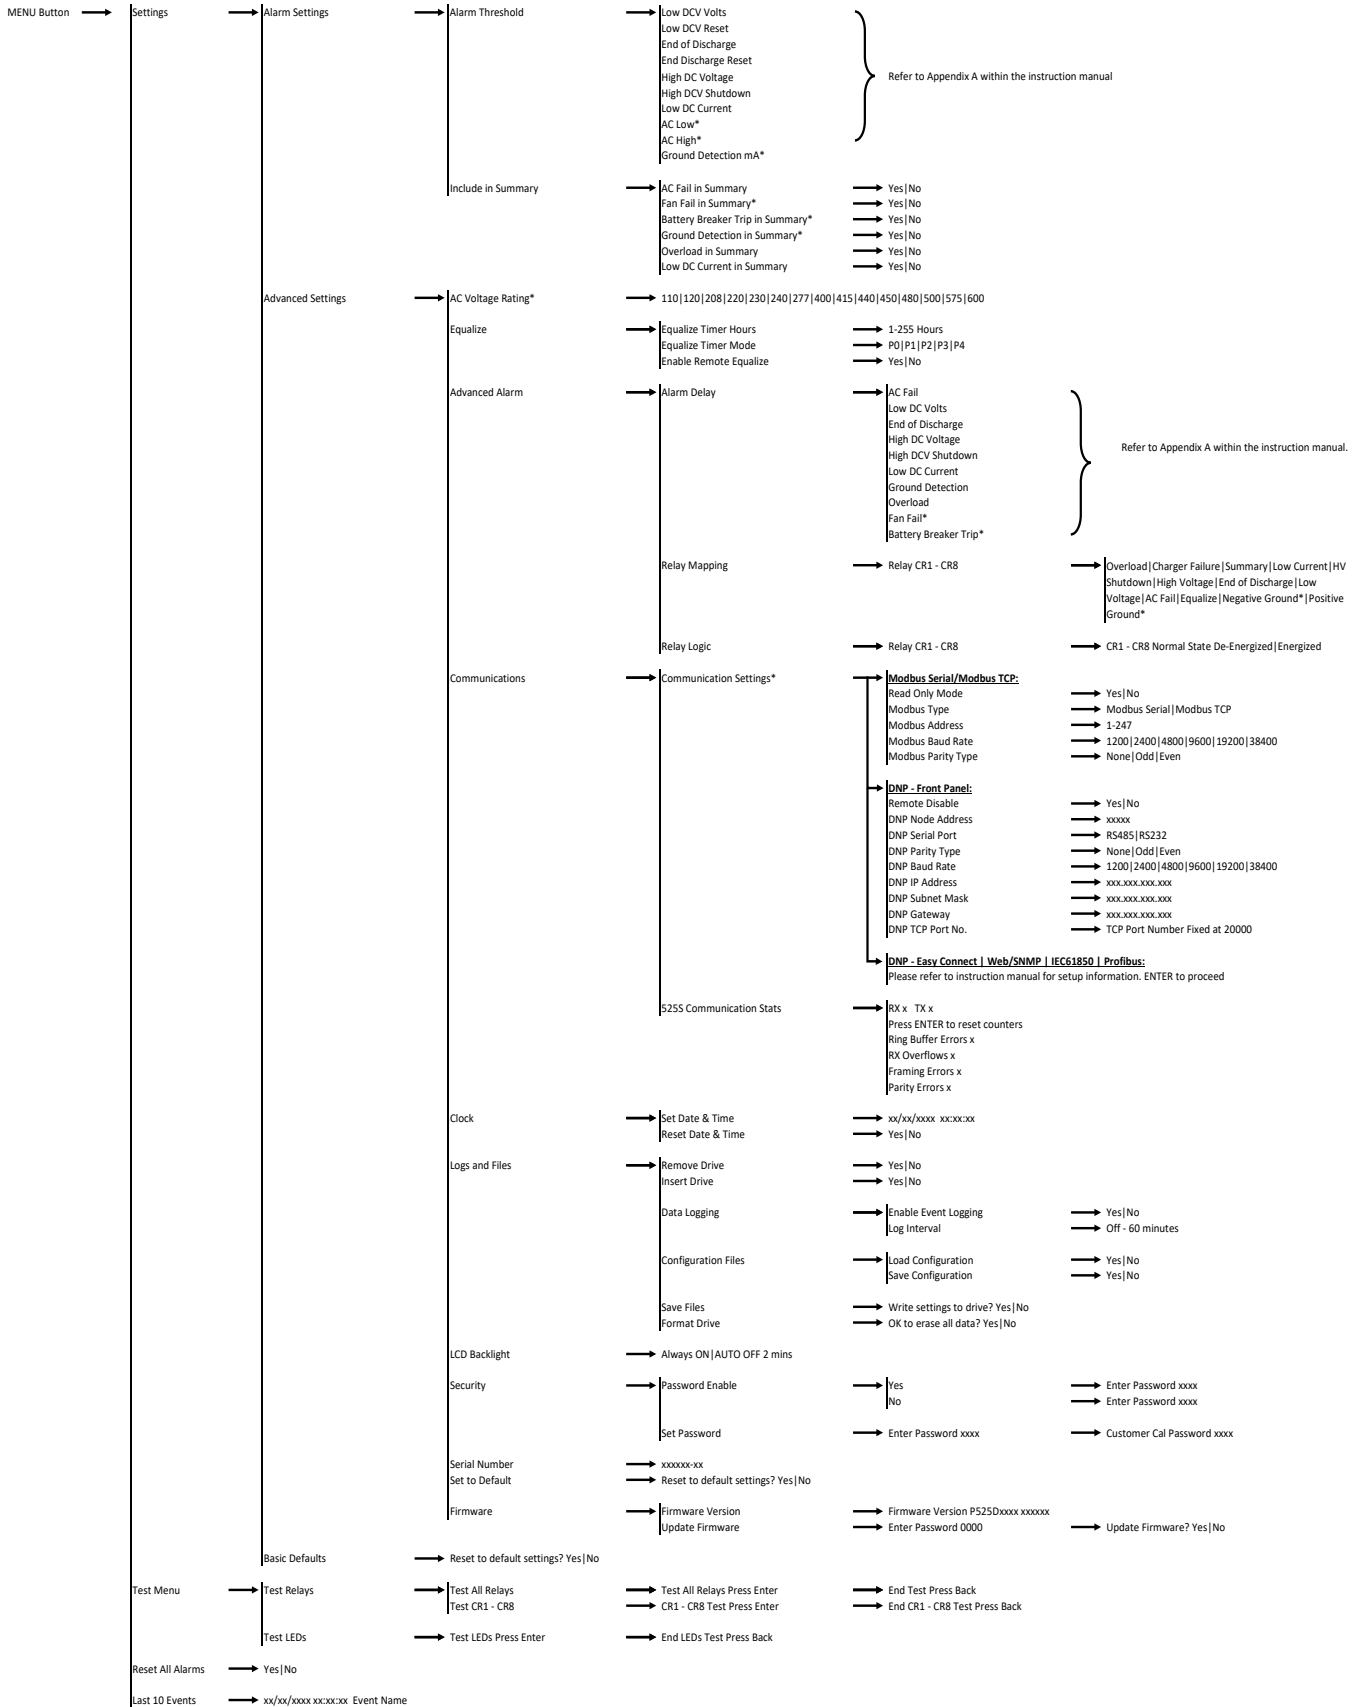 MENU Button
Settings
Alarm Settings
Alarm Threshold
Low DCV Volts
Low DCV Reset
End of Discharge
End Discharge Reset
High DC Voltage
High DCV Shutdown
Low DC Current
AC Low*
AC High*
Ground Detection mA*
Refer to Appendix A within the instruction manual
Include in Summary
AC Fail in Summary
Yes|No
Fan Fail in Summary*
Yes|No
Battery Breaker Trip in Summary*
Yes|No
Ground Detection in Summary*
Yes|No
Overload in Summary
Yes|No
Low DC Current in Summary
Yes|No
Advanced Settings
AC Voltage Rating*
110|120|208|220|230|240|277|400|415|440|450|480|500|575|600
Equalize
Equalize Timer Hours
1-255 Hours
Equalize Timer Mode
P0|P1|P2|P3|P4
Enable Remote Equalize
Yes|No
Advanced Alarm
Alarm Delay
AC Fail
Low DC Volts
End of Discharge
High DC Voltage
High DCV Shutdown
Low DC Current
Ground Detection
Overload
Fan Fail*
Battery Breaker Trip*
Refer to Appendix A within the instruction manual.
Relay Mapping
Relay CR1 - CR8
Overload|Charger Failure|Summary|Low Current|HV
Shutdown|High Voltage|End of Discharge|Low
Voltage|AC Fail|Equalize|Negative Ground*|Positive
Ground*
Relay Logic
Relay CR1 - CR8
CR1 - CR8 Normal State De-Energized|Energized
Communications
Communication Settings*
Modbus Serial/Modbus TCP:
Read Only Mode
Yes|No
Modbus Type
Modbus Serial|Modbus TCP
Modbus Address
1-247
Modbus Baud Rate
1200|2400|4800|9600|19200|38400
Modbus Parity Type
None|Odd|Even
DNP - Front Panel:
Remote Disable
Yes|No
DNP Node Address
xxxxx
DNP Serial Port
RS485|RS232
DNP Parity Type
None|Odd|Even
DNP Baud Rate
1200|2400|4800|9600|19200|38400
DNP IP Address
xxx.xxx.xxx.xxx
DNP Subnet Mask
xxx.xxx.xxx.xxx
DNP Gateway
xxx.xxx.xxx.xxx
DNP TCP Port No.
TCP Port Number Fixed at 20000
DNP - Easy Connect | Web/SNMP | IEC61850 | Profibus:
Please refer to instruction manual for setup information. ENTER to proceed
525S Communication Stats
RX x TX x
Press ENTER to reset counters
Ring Buffer Errors x
RX Overflows x
Framing Errors x
Parity Errors x
Clock
Set Date & Time
xx/xx/xxxx xx:xx:xx
Reset Date & Time
Yes|No
Logs and Files
Remove Drive
Yes|No
Insert Drive
Yes|No
Data Logging
Enable Event Logging
Yes|No
Log Interval
Off - 60 minutes
Configuration Files
Load Configuration
Yes|No
Save Configuration
Yes|No
Save Files
Write settings to drive? Yes|No
Format Drive
OK to erase all data? Yes|No
LCD Backlight
Always ON|AUTO OFF 2 mins
Security
Password Enable
Yes
Enter Password xxxx
No
Enter Password xxxx
Set Password
Enter Password xxxx
Customer Cal Password xxxx
Serial Number
xxxxxx-xx
Set to Default
Reset to default settings? Yes|No
Firmware
Firmware Version
Firmware Version P525Dxxxx xxxxxx
Update Firmware
Enter Password 0000
Update Firmware? Yes|No
Basic Defaults
Reset to default settings? Yes|No
Test Menu
Test Relays
Test All Relays
Test All Relays Press Enter
End Test Press Back
Test CR1 - CR8
CR1 - CR8 Test Press Enter
End CR1 - CR8 Test Press Back
Test LEDs
Test LEDs Press Enter
End LEDs Test Press Back
Reset All Alarms
Yes|No
Last 10 Events
xx/xx/xxxx xx:xx:xx Event Name